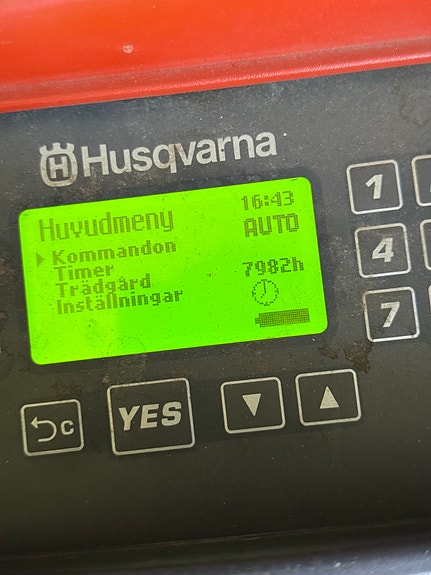 Husqvarna
Huvudmeny 16:43
AUTO
Kommandon
Timer 7982h
Trädgård
Inställningar
1
4
7
C YES